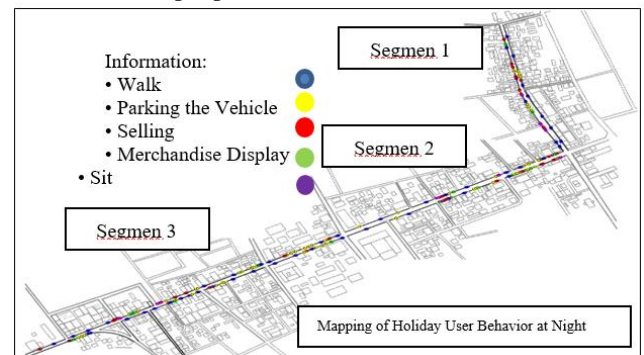 Segmen 1
Information:
• Walk
• Parking the Vehicle
• Selling
• Merchandise Display
• Sit
Segmen 2
Segmen 3
Mapping of Holiday User Behavior at Night